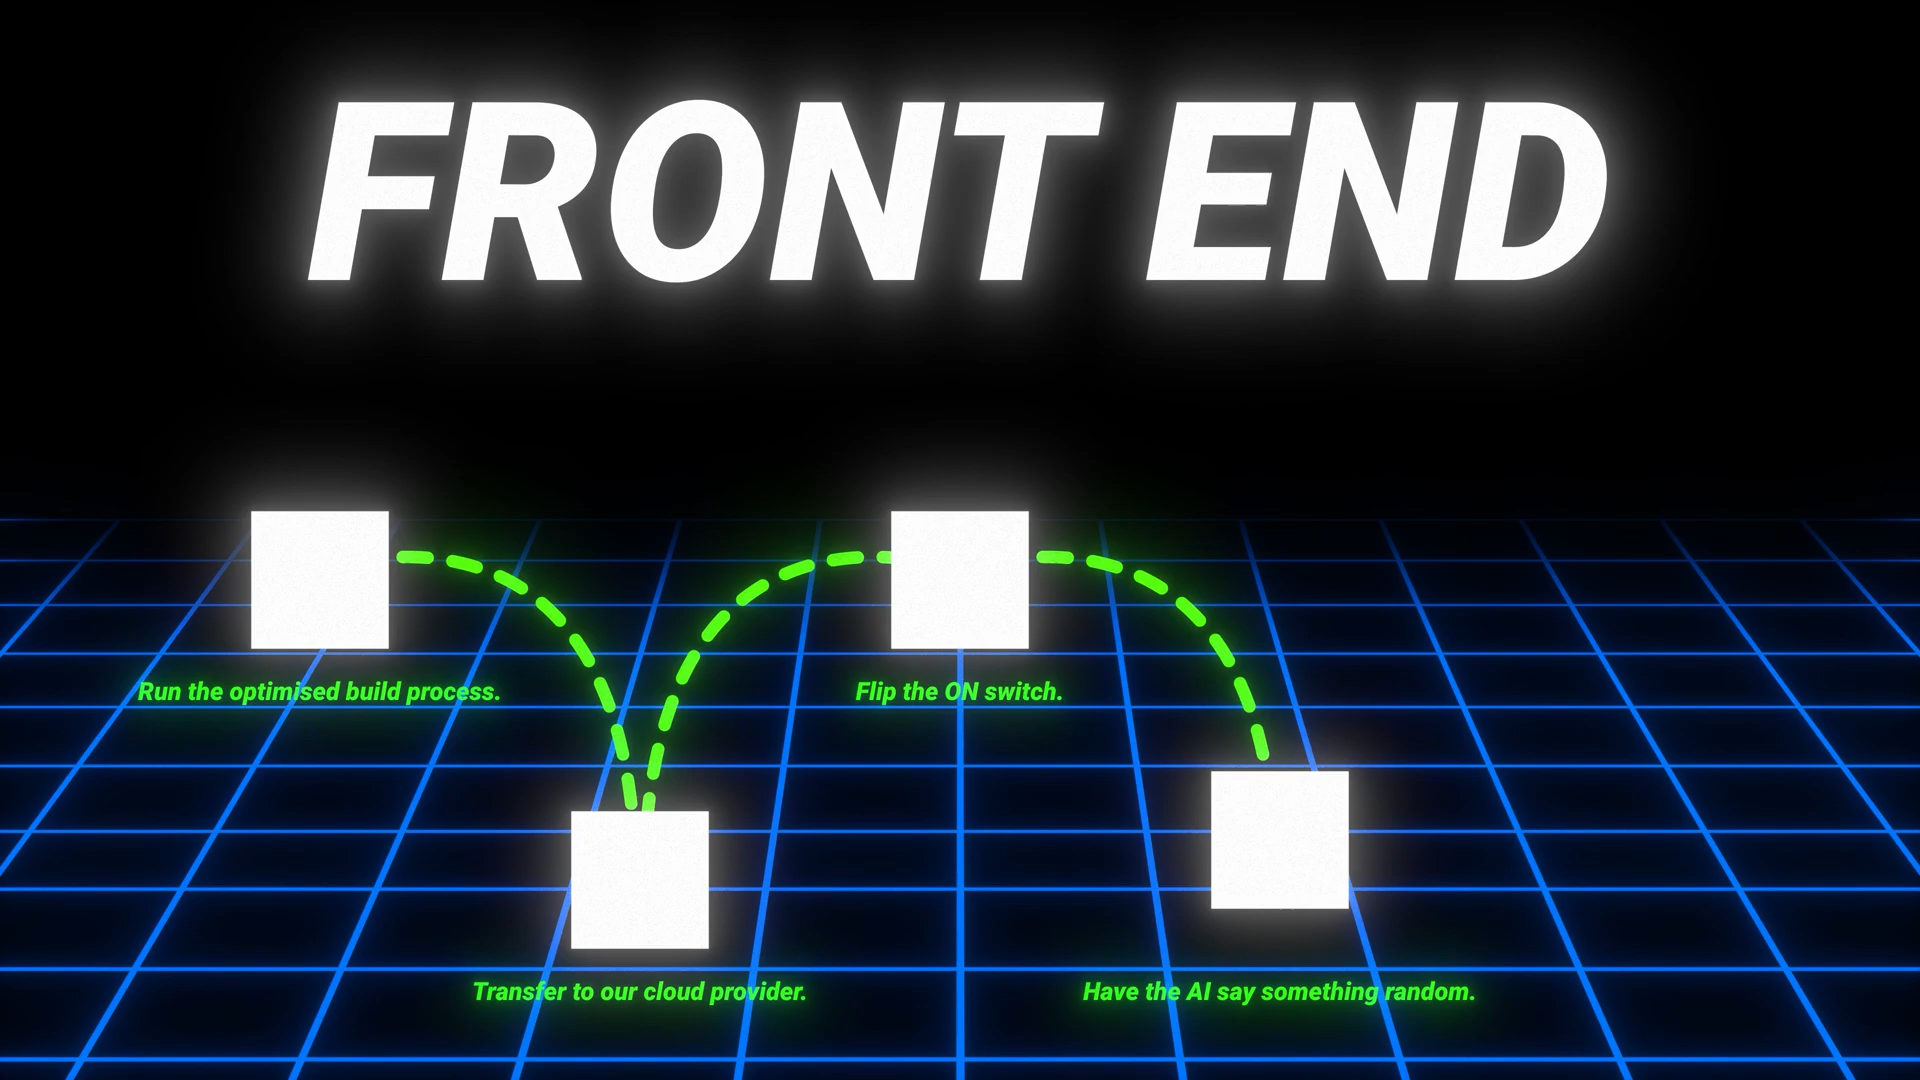 FRONT END
Run the optimised build process.
Flip the ON switch.
Transfer to our cloud provider.
Have the AI say something random.